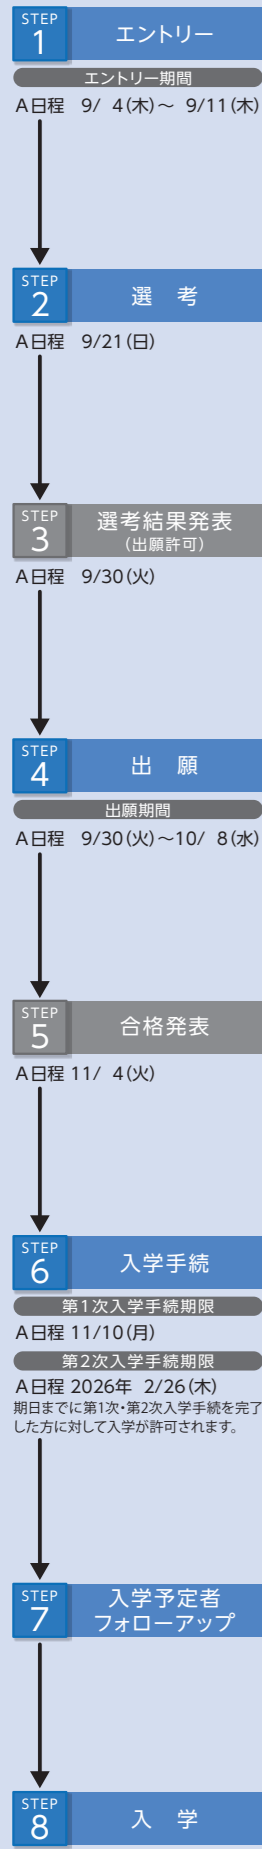 STEP
1
エントリー
エントリー期間
A日程 9/ 4(木)～ 9/11(木)
STEP
2
選 考
A日程 9/21(日)
STEP
3
選考結果発表
(出願許可)
A日程 9/30(火)
STEP
4
出 願
出願期間
A日程 9/30(火)～10/ 8(水)
STEP
5
合格発表
A日程 11/ 4(火)
STEP
6
入学手続
第1次入学手続期限
A日程 11/10(月)
第2次入学手続期限
A日程 2026年 2/26(木)
期日までに第1次・第2次入学手続を完了
した方に対して入学が許可されます。
STEP
7
入学予定者
フォローアップ
STEP
8
入 学